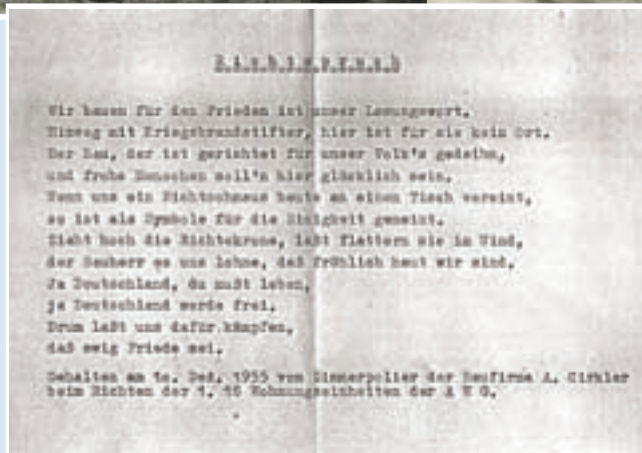 Richtspruch
Wir bauen für den Frieden ist unser Losungswort,
Hinweg mit Kriegsbrandstifter, hier ist für sie kein Ort.
Der Bau, der ist gerichtet für unser Volk's gedeihn,
und frohe Menschen soll'n hier glücklich sein.
Wenn uns ein Richtschmaus heute an einen Tisch vereint,
so ist als Symbole für die Einigkeit gemeint.
Zieht hoch die Richtekrone, laßt flattern sie im Wind,
der Bauherr es uns lohne, daß fröhlich heut wir sind.
Ja Deutschland, du mußt leben,
ja Deutschland werde frei,
Drum laßt uns dafür kämpfen,
daß ewig Friede sei.
Gehalten am Dez. 1955 vom Zimmerpolier der Baufirma A.
beim Richten der 1. 16 Wohnungseinheiten der A W G.